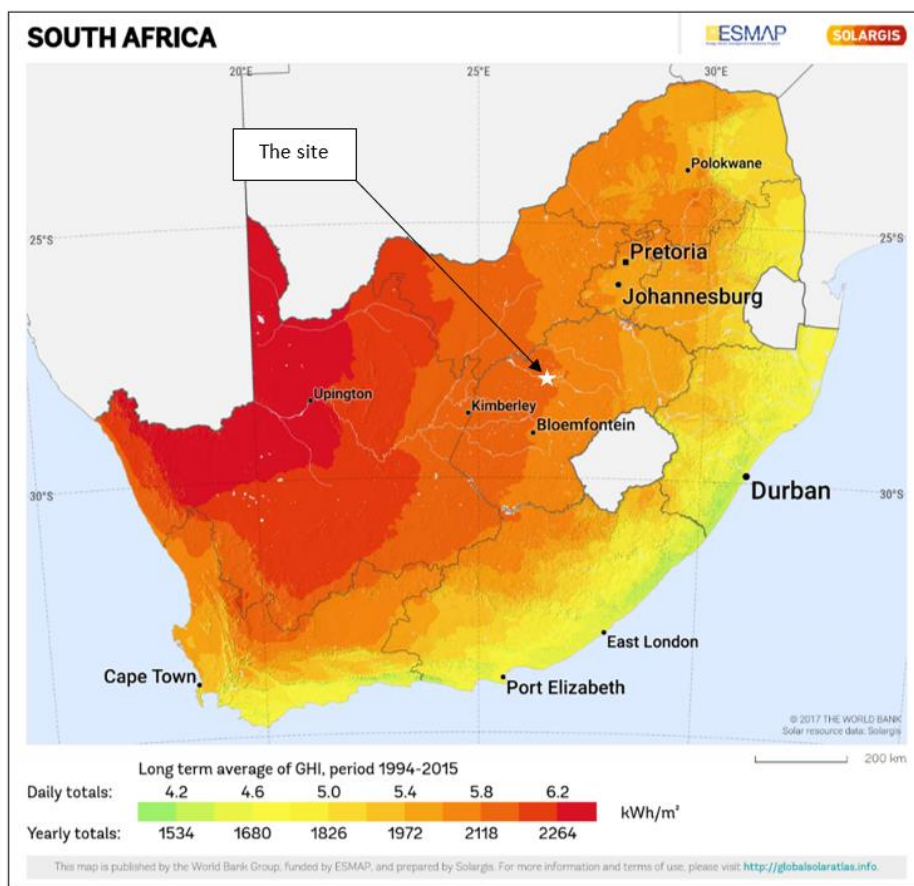 SOUTH AFRICA
ESMAP
SOLARGIS
20°E
25°E
30°E
The site
Polokwane
25°S
25°S
Pretoria
Johannesburg
Upington
Kimberley
Bloemfontein
30°S
30°S
Durban
East London
Cape Town
Port Elizabeth
© 2017 THE WORLD BANK
Solar resource data: Solargis
200 km
Long term average of GHI, period 1994-2015
Daily totals: 4.2 4.6 5.0 5.4 5.8 6.2
kWh/m²
Yearly totals: 1534 1680 1826 1972 2118 2264
This map is published by the World Bank Group, funded by ESMAP, and prepared by Solargis. For more information and terms of use, please visit http://globalsolaratlas.info.